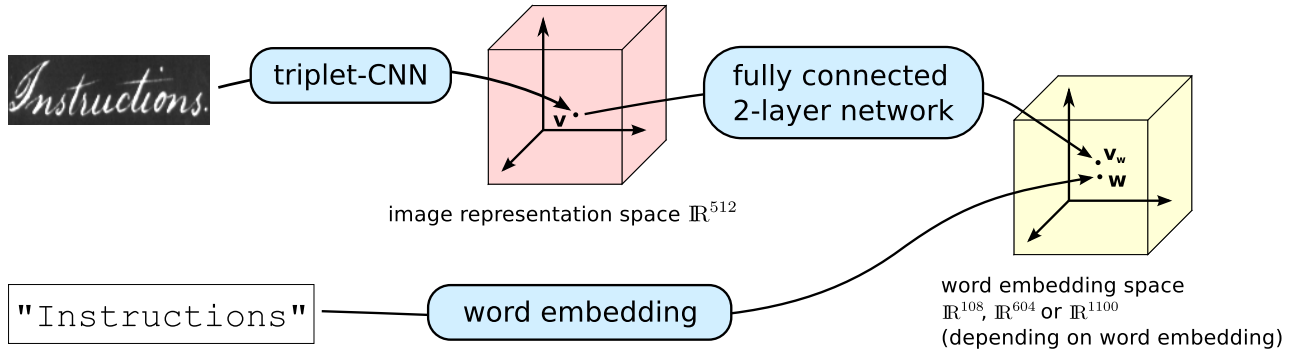 Instructions.
triplet-CNN
v
fully connected
2-layer network
v_w
w
image representation space ℝ^512
"Instructions"
word embedding
word embedding space
ℝ^108, ℝ^604 or ℝ^1100
(depending on word embedding)